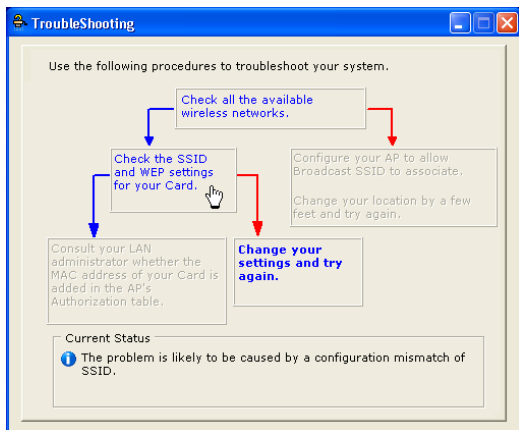 TroubleShooting
Use the following procedures to troubleshoot your system.
Check all the available
wireless networks.
Check the SSID
and WEP settings
for your Card.
Configure your AP to allow
Broadcast SSID to associate.
Change your location by a few
feet and try again.
Consult your LAN
administrator whether the
MAC address of your Card is
added in the AP's
Authorization table.
Change your
settings and try
again.
Current Status
The problem is likely to be caused by a configuration mismatch of
SSID.